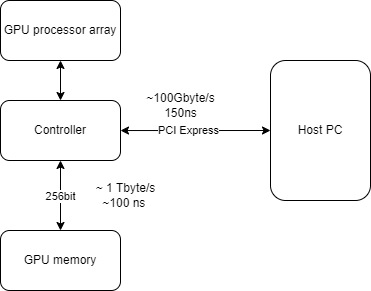 GPU processor array
~100Gbyte/s
150ns
Controller
PCI Express
Host PC
256bit
~ 1 Tbyte/s
~100 ns
GPU memory